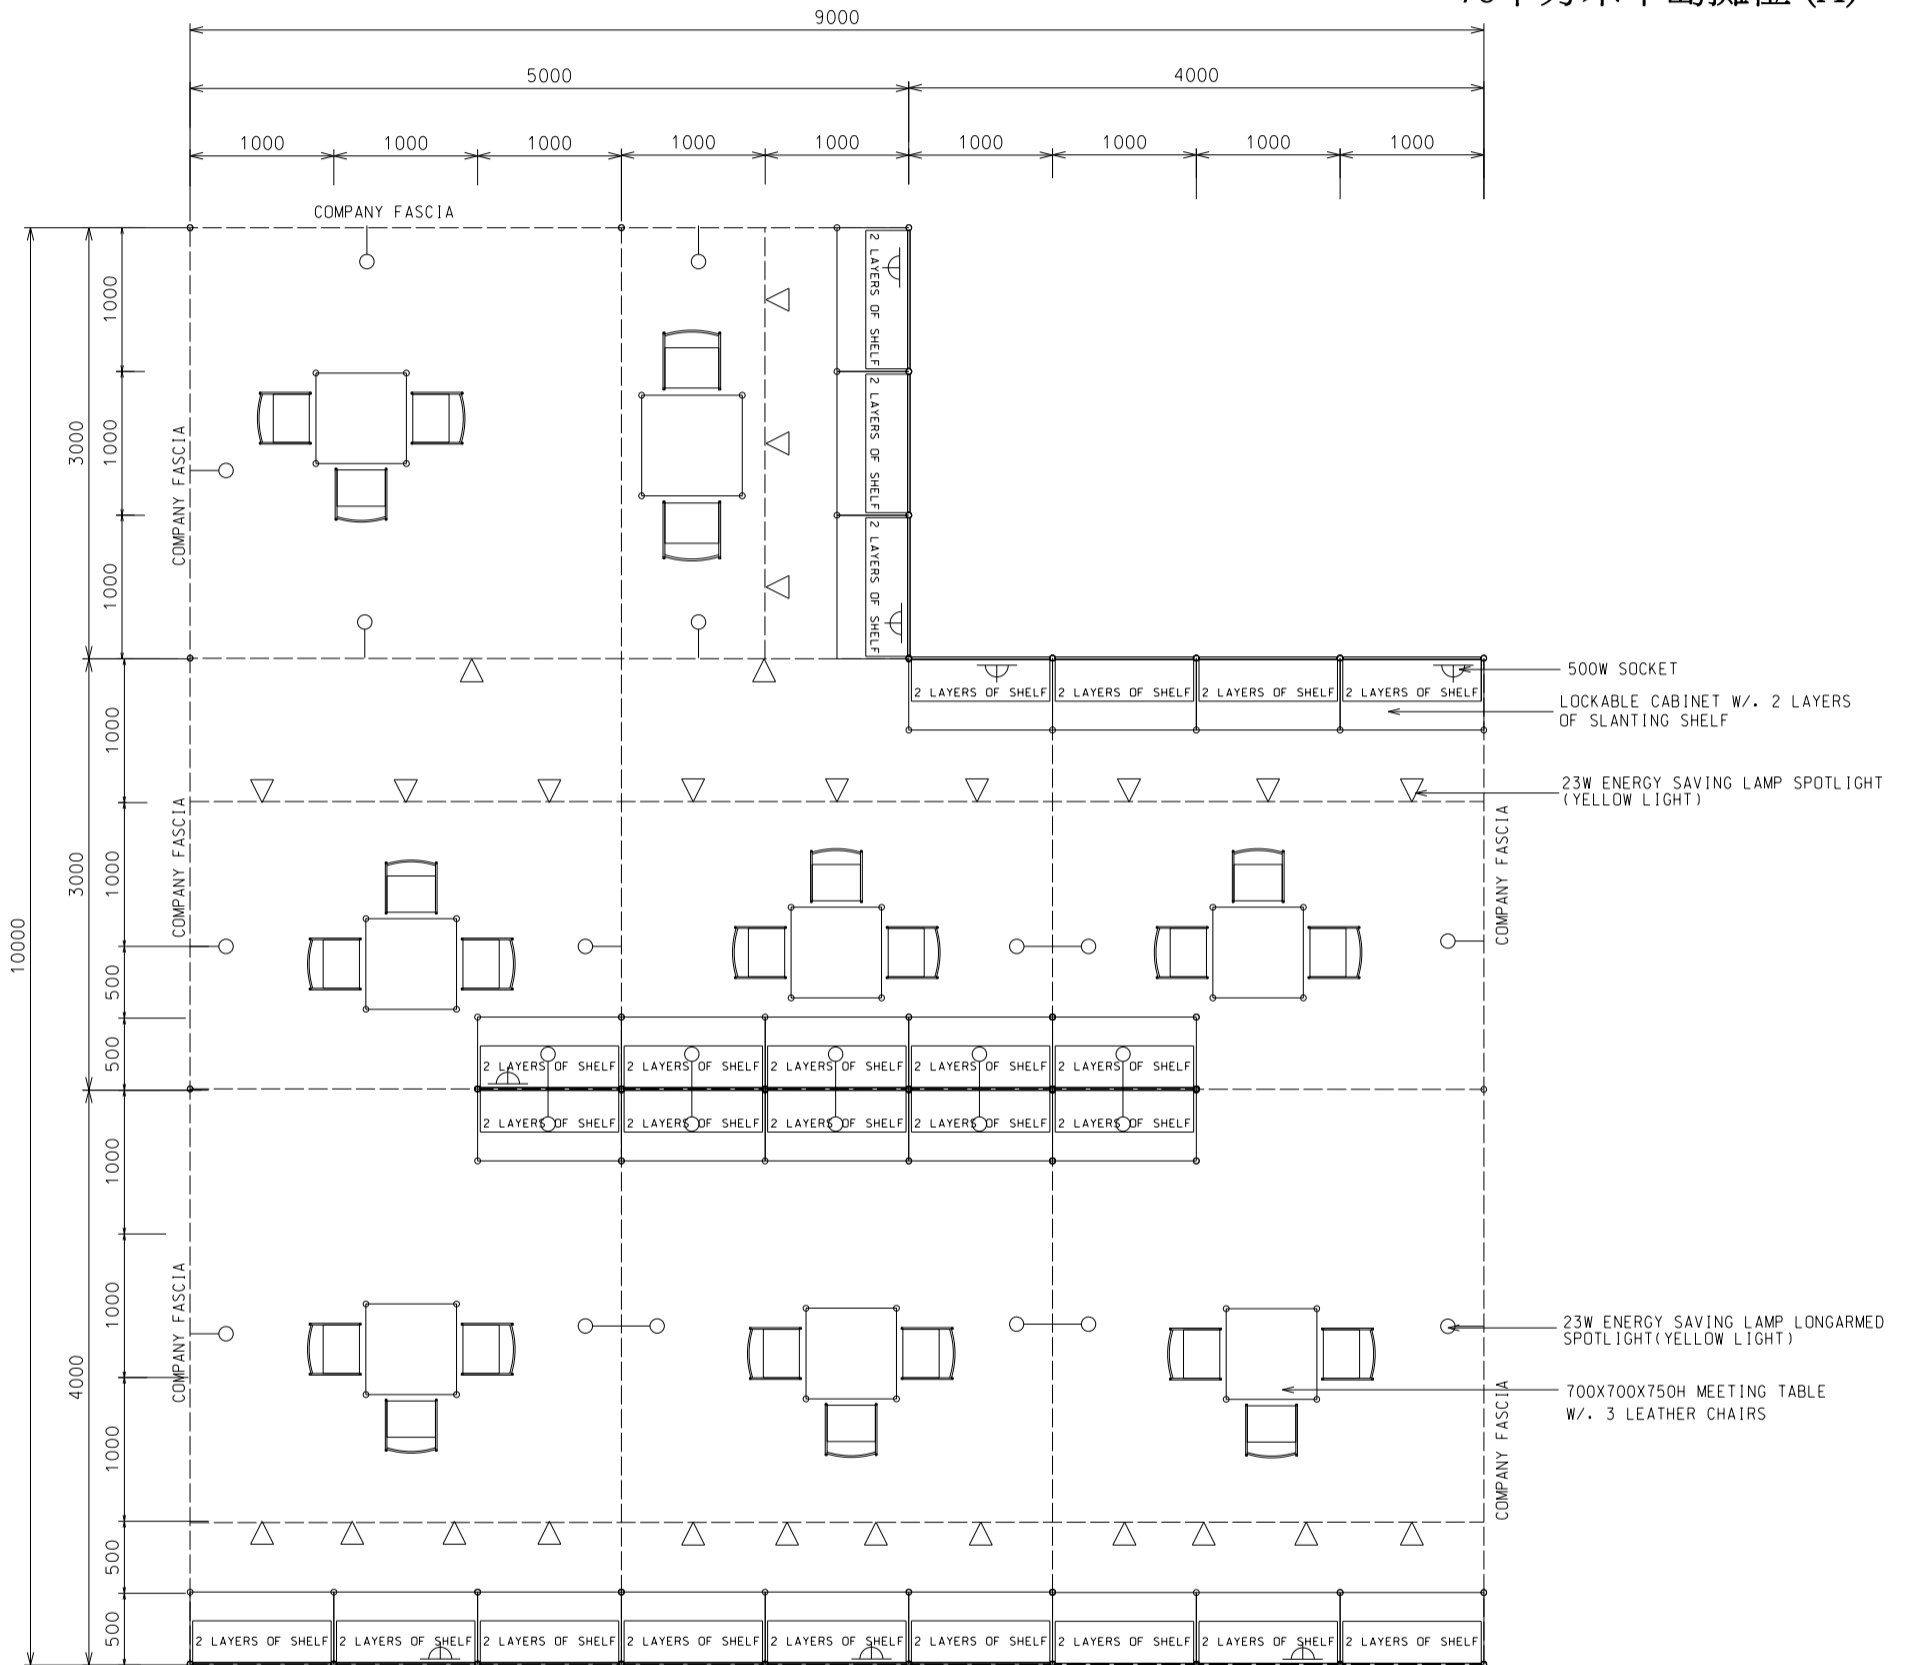 9000
5000
4000
1000
1000
1000
1000
1000
1000
1000
1000
1000
COMPANY FASCIA
10000
3000
1000
1000
1000
COMPANY FASCIA
2 LAYERS OF SHELF
2 LAYERS OF SHELF
2 LAYERS OF SHELF
2 LAYERS OF SHELF
2 LAYERS OF SHELF
2 LAYERS OF SHELF
2 LAYERS OF SHELF
500W SOCKET
LOCKABLE CABINET W/. 2 LAYERS
OF SLANTING SHELF
23W ENERGY SAVING LAMP SPOTLIGHT
(YELLOW LIGHT)
3000
1000
1000
500
500
COMPANY FASCIA
COMPANY FASCIA
2 LAYERS OF SHELF
2 LAYERS OF SHELF
2 LAYERS OF SHELF
2 LAYERS OF SHELF
2 LAYERS OF SHELF
2 LAYERS OF SHELF
2 LAYERS OF SHELF
2 LAYERS OF SHELF
2 LAYERS OF SHELF
2 LAYERS OF SHELF
4000
1000
1000
1000
500
500
COMPANY FASCIA
COMPANY FASCIA
23W ENERGY SAVING LAMP LONGARMED
SPOTLIGHT(YELLOW LIGHT)
700X700X750H MEETING TABLE
W/. 3 LEATHER CHAIRS
2 LAYERS OF SHELF
2 LAYERS OF SHELF
2 LAYERS OF SHELF
2 LAYERS OF SHELF
2 LAYERS OF SHELF
2 LAYERS OF SHELF
2 LAYERS OF SHELF
2 LAYERS OF SHELF
2 LAYERS OF SHELF